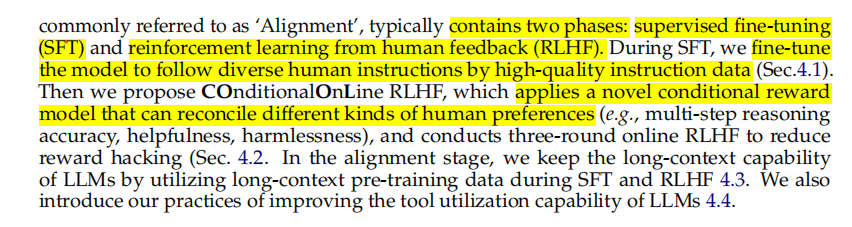 commonly referred to as ‘Alignment’, typically contains two phases: supervised fine-tuning
(SFT) and reinforcement learning from human feedback (RLHF). During SFT, we fine-tune
the model to follow diverse human instructions by high-quality instruction data (Sec.4.1).
Then we propose COnditionalOnLine RLHF, which applies a novel conditional reward
model that can reconcile different kinds of human preferences (e.g., multi-step reasoning
accuracy, helpfulness, harmlessness), and conducts three-round online RLHF to reduce
reward hacking (Sec. 4.2. In the alignment stage, we keep the long-context capability
of LLMs by utilizing long-context pre-training data during SFT and RLHF 4.3. We also
introduce our practices of improving the tool utilization capability of LLMs 4.4.